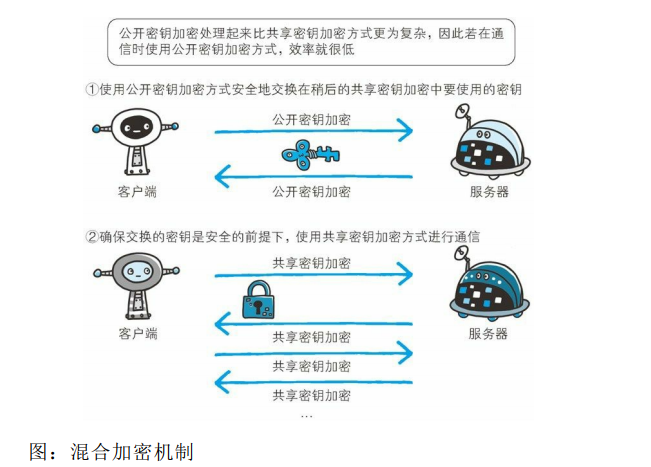 公开密钥加密处理起来比共享密钥加密方式更为复杂，因此若在通
信时使用公开密钥加密方式，效率就很低
①使用公开密钥加密方式安全地交换在稍后的共享密钥加密中要使用的密钥
公开密钥加密
公开密钥加密
客户端
服务器
②确保交换的密钥是安全的前提下，使用共享密钥加密方式进行通信
共享密钥加密
共享密钥加密
客户端
服务器
共享密钥加密
共享密钥加密
共享密钥加密
…
图：混合加密机制